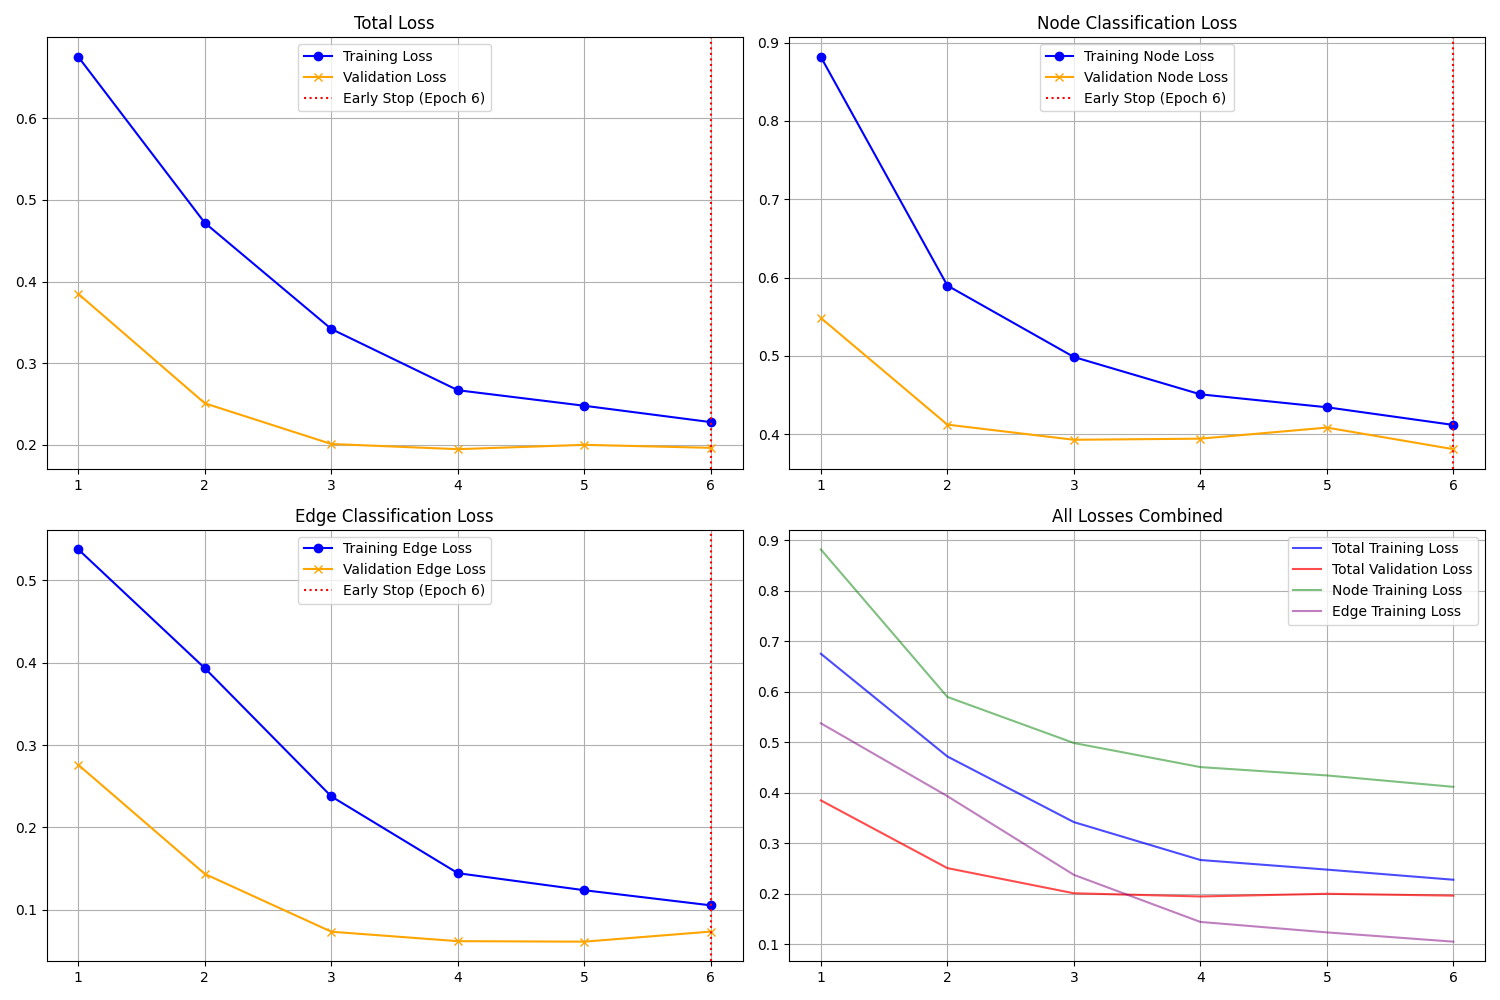 Total Loss
Training Loss
Validation Loss
Early Stop (Epoch 6)
0.6
0.5
0.4
0.3
0.2
1 2 3 4 5 6
Node Classification Loss
Training Node Loss
Validation Node Loss
Early Stop (Epoch 6)
0.9
0.8
0.7
0.6
0.5
0.4
1 2 3 4 5 6
Edge Classification Loss
Training Edge Loss
Validation Edge Loss
Early Stop (Epoch 6)
0.5
0.4
0.3
0.2
0.1
1 2 3 4 5 6
All Losses Combined
Total Training Loss
Total Validation Loss
Node Training Loss
Edge Training Loss
0.9
0.8
0.7
0.6
0.5
0.4
0.3
0.2
0.1
1 2 3 4 5 6